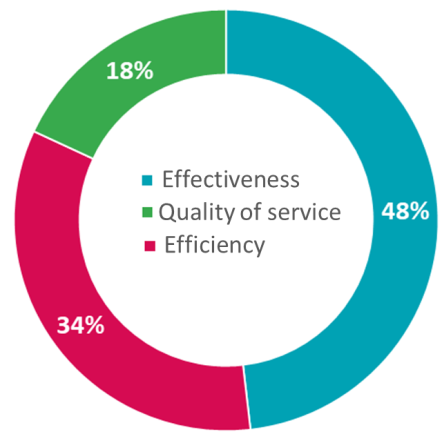 18%
Effectiveness
Quality of service
48%
Efficiency
34%